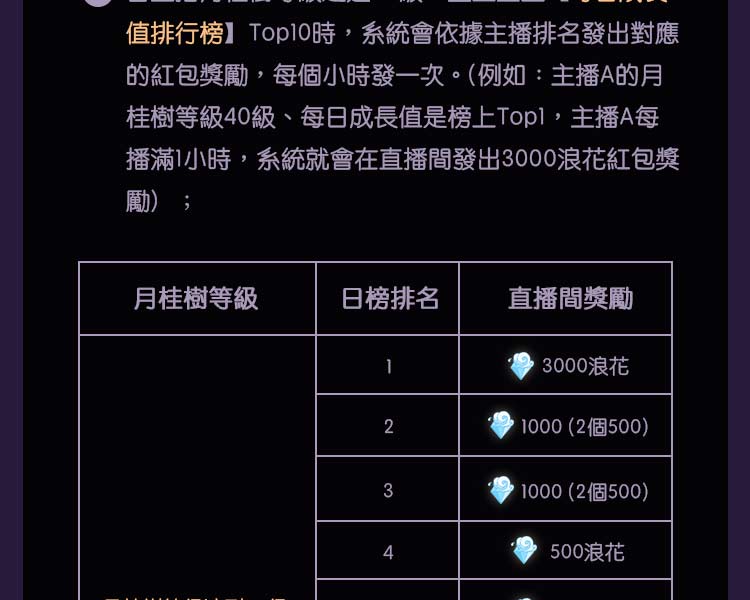 值排行榜】Top10時，系統會依據主播排名發出對應
的紅包獎勵，每個小時發一次。（例如：主播A的月
桂樹等級40級、每日成長值是榜上Top1，主播A每
播滿1小時，系統就會在直播間發出3000浪花紅包獎
勵）；
月桂樹等級 日榜排名 直播間獎勵
1 3000浪花
2 1000 (2個500)
3 1000 (2個500)
4 500浪花